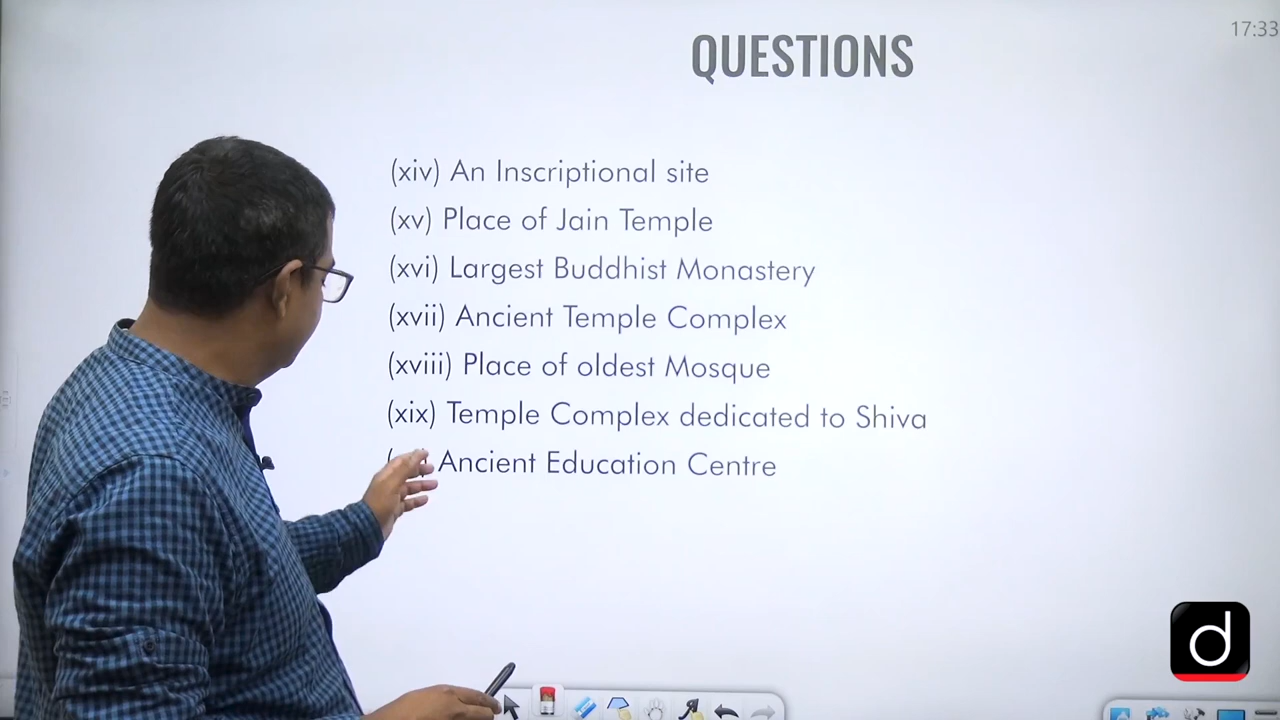 QUESTIONS
17:33
(xiv) An Inscriptional site
(xv) Place of Jain Temple
(xvi) Largest Buddhist Monastery
(xvii) Ancient Temple Complex
(xviii) Place of oldest Mosque
(xix) Temple Complex dedicated to Shiva
Ancient Education Centre
d